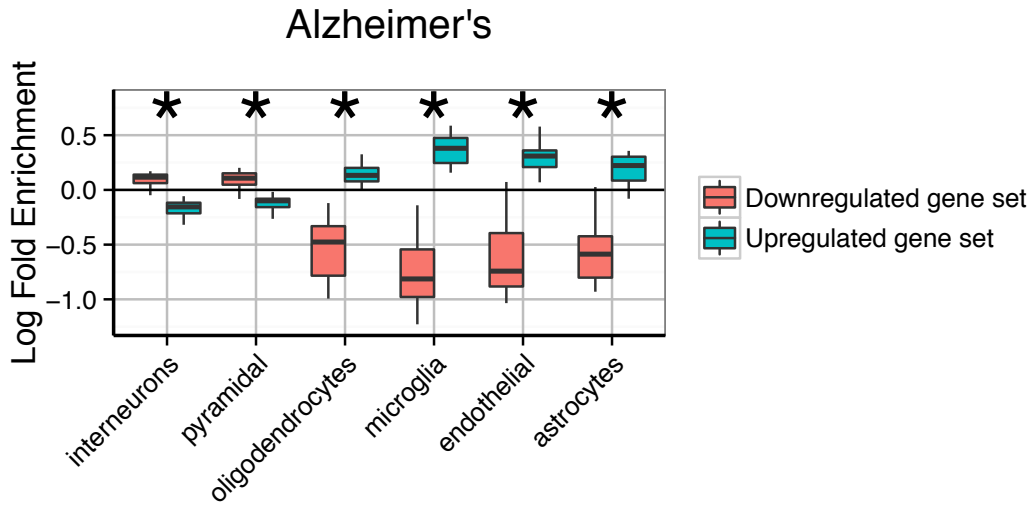 Alzheimer's
Log Fold Enrichment
* * * * * *
0.5
0.0
−0.5
−1.0
interneurons
pyramidal
oligodendrocytes
microglia
endothelial
astrocytes
Downregulated gene set
Upregulated gene set